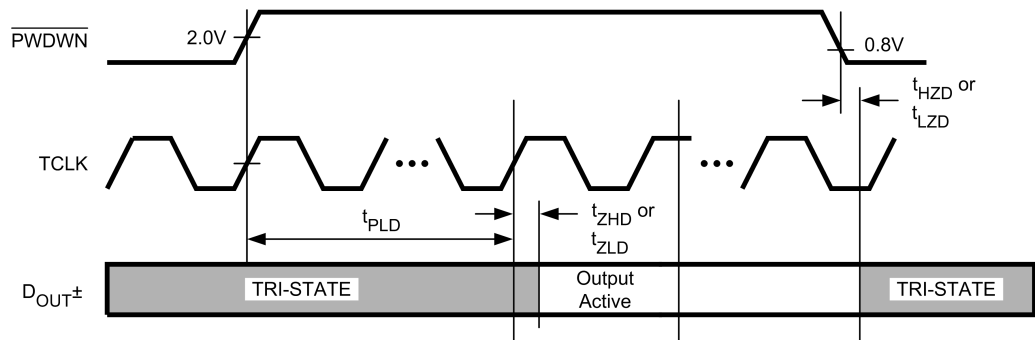 PWDWN
2.0V
0.8V
tHZD or
tLZD
TCLK
tPLD
tZHD or
tZLD
DOUT±
TRI-STATE
Output
Active
TRI-STATE